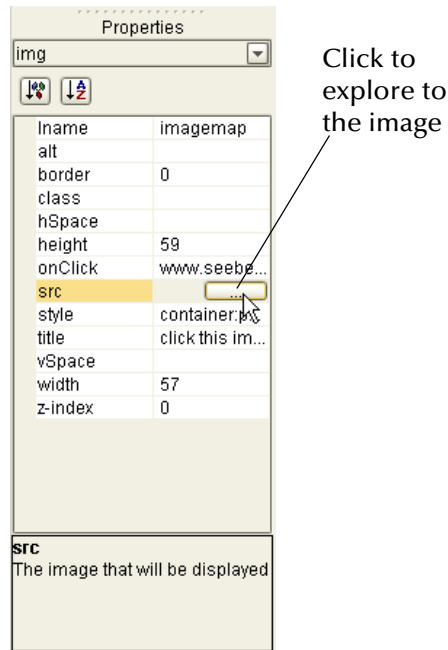 Properties
img
Iname imagemap
alt
border 0
class
hSpace
height 59
onClick www.seebe...
src ...
style
title click this im...
vSpace
width 57
z-index 0
src
The image that will be displayed
Click to
explore to
the image